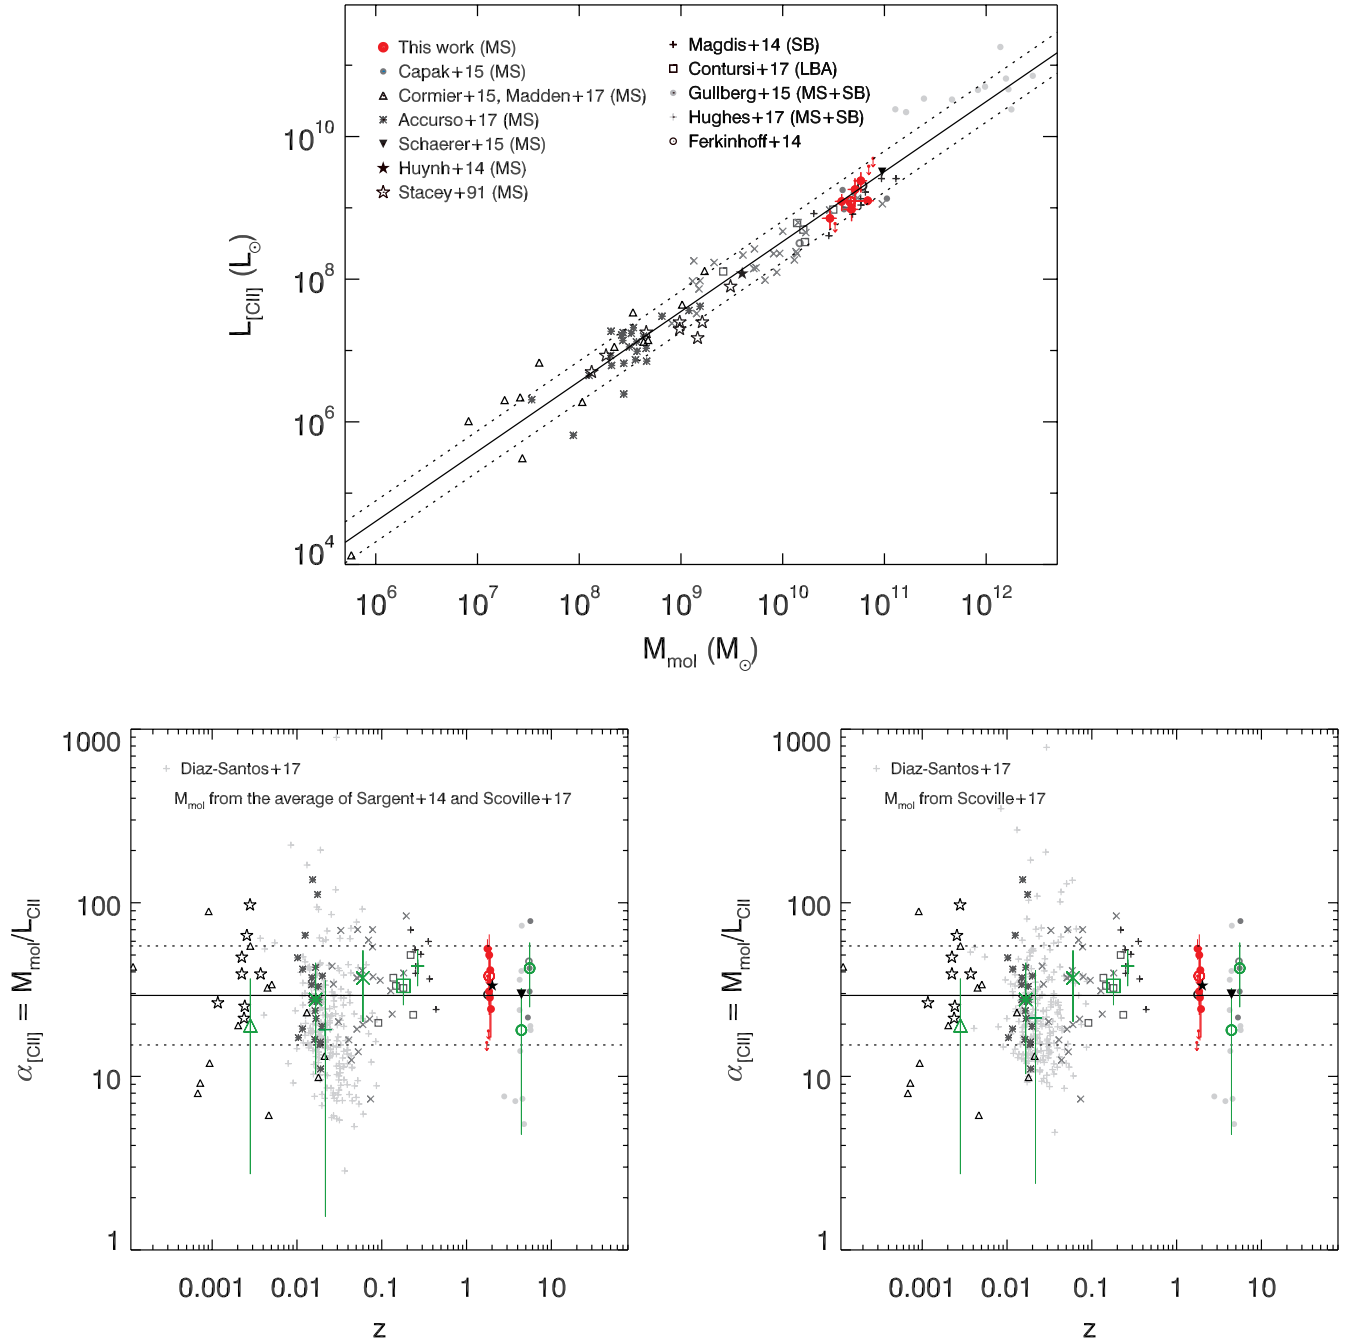 This work (MS)
Capak+15 (MS)
Cormier+15, Madden+17 (MS)
Accurso+17 (MS)
Schaerer+15 (MS)
Huynh+14 (MS)
Stacey+91 (MS)
Magdis+14 (SB)
Contursi+17 (LBA)
Gullberg+15 (MS+SB)
Hughes+17 (MS+SB)
Ferkinhoff+14
L[CII] (L⊙)
10^10
10^8
10^6
10^4
10^6 10^7 10^8 10^9 10^10 10^11 10^12
Mmol (M⊙)
α[CII] = Mmol/LCII
1000
100
10
1
Diaz-Santos+17
Mmol from the average of Sargent+14 and Scoville+17
0.001 0.01 0.1 1 10
z
α[CII] = Mmol/LCII
1000
100
10
1
Diaz-Santos+17
Mmol from Scoville+17
0.001 0.01 0.1 1 10
z